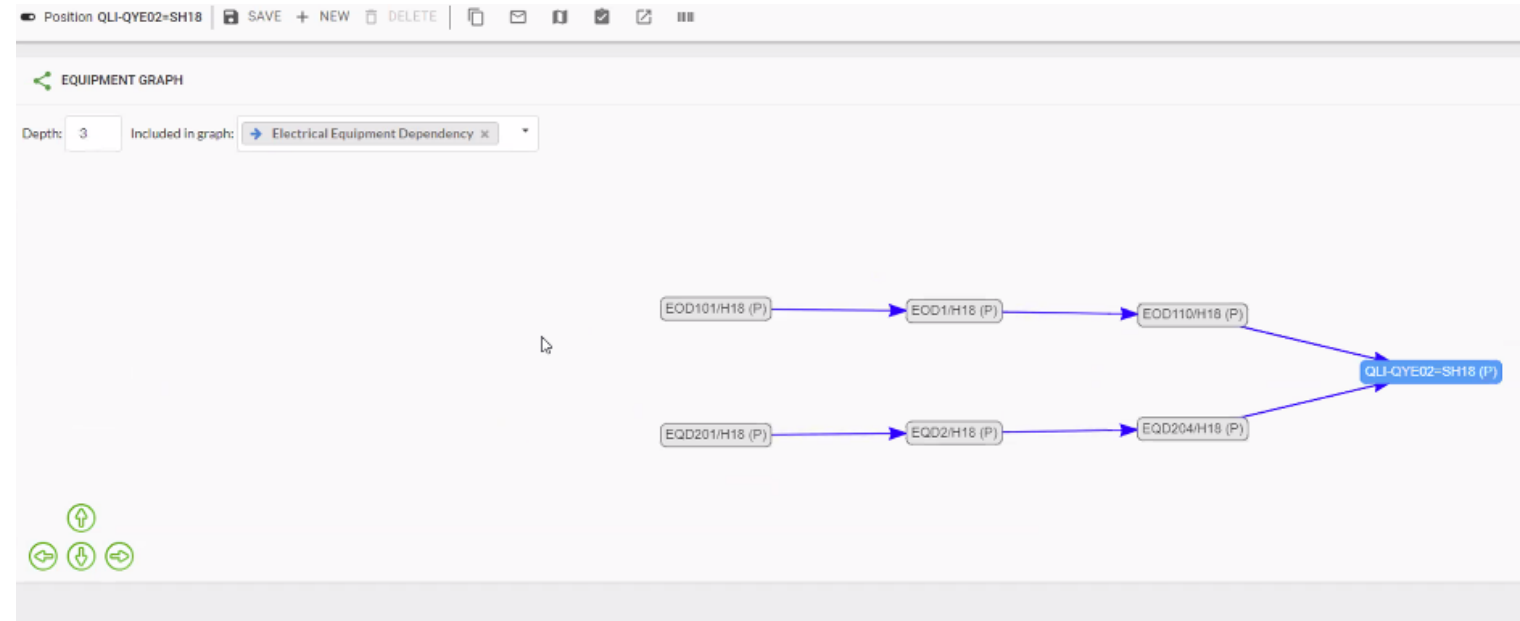 Position QLI-QYE02=SH18 SAVE + NEW DELETE
EQUIPMENT GRAPH
Depth: 3 Included in graph: Electrical Equipment Dependency ×
EOD101/H18 (P) EOD1/H18 (P) EOD110/H18 (P)
QLI-QYE02=SH18 (P)
EQD201/H18 (P) EQD2/H18 (P) EQD204/H18 (P)